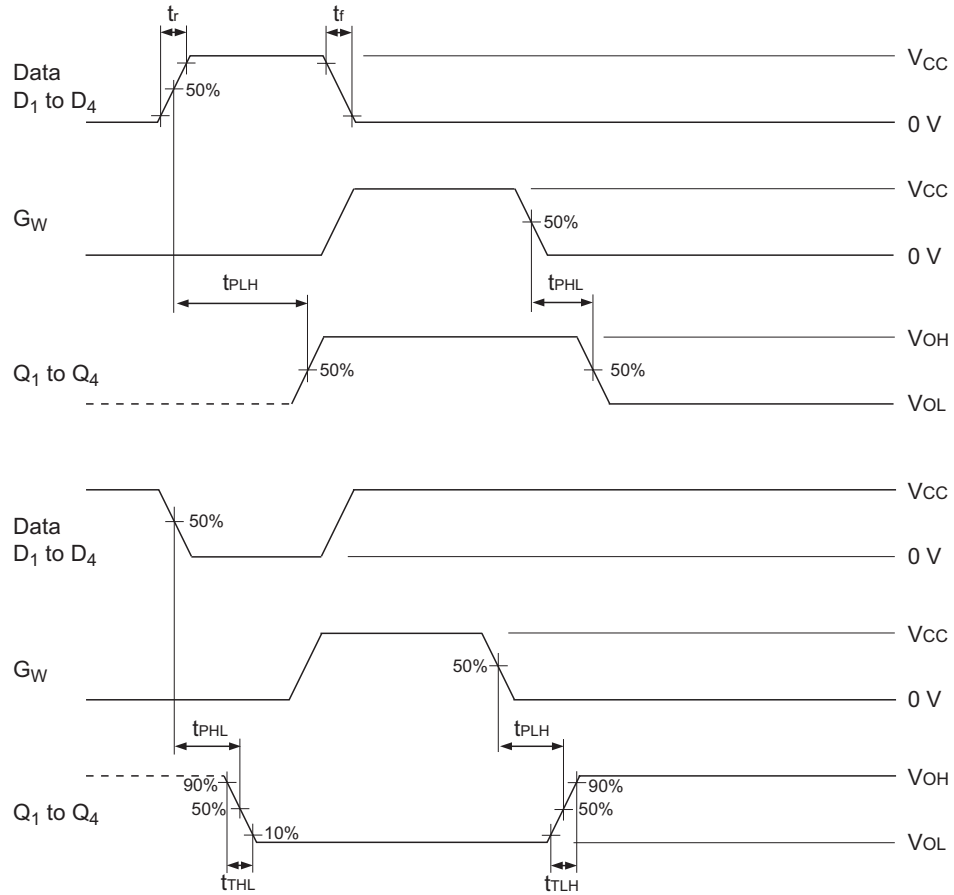 tr
tf
Data
D1 to D4
50%
VCC
0 V
GW
50%
VCC
0 V
tPLH
tPHL
Q1 to Q4
50%
50%
VOH
VOL
Data
D1 to D4
50%
VCC
0 V
GW
50%
VCC
0 V
tPHL
tPLH
Q1 to Q4
90%
50%
10%
90%
50%
VOH
VOL
tTHL
tTLH